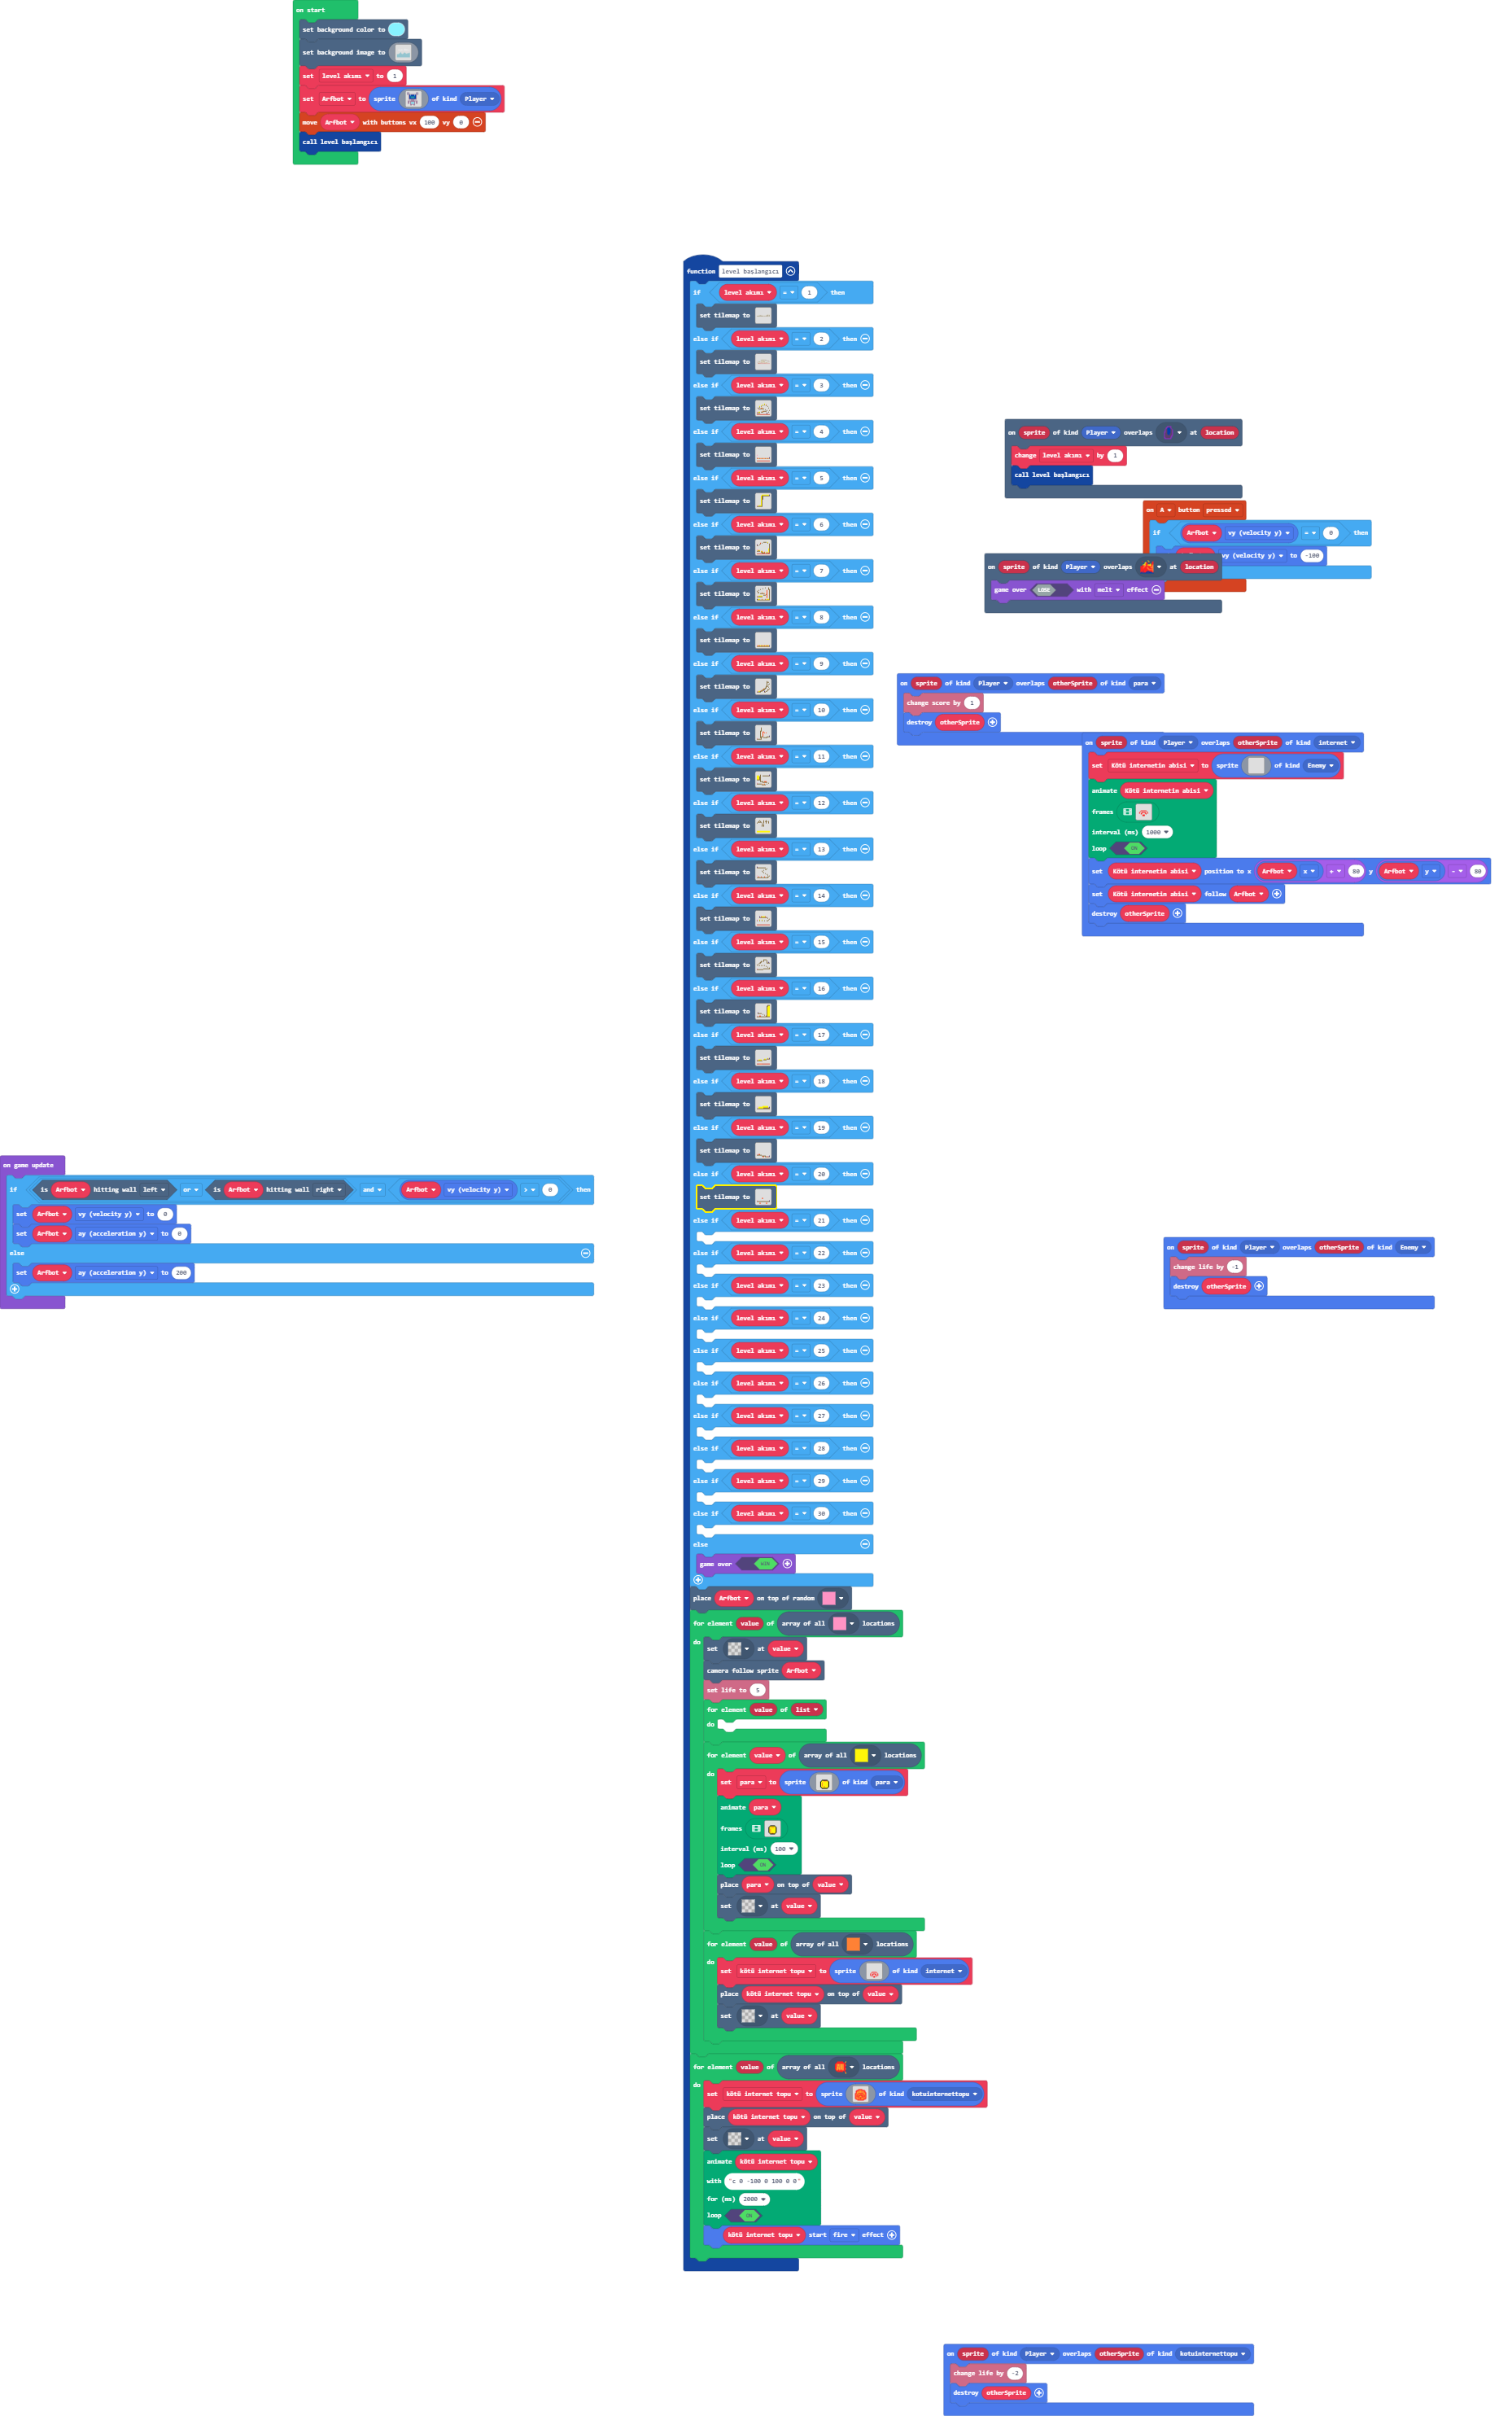 on start
set background color to
set background image to
set level akımı to 1
set Arfbot to sprite of kind Player
move Arfbot with buttons vx 100 vy 0
call level başlangıcı
function level başlangıcı
if level akımı = 1 then
set tilemap to
else if level akımı = 2 then
set tilemap to
else if level akımı = 3 then
set tilemap to
else if level akımı = 4 then
set tilemap to
else if level akımı = 5 then
set tilemap to
else if level akımı = 6 then
set tilemap to
else if level akımı = 7 then
set tilemap to
else if level akımı = 8 then
set tilemap to
else if level akımı = 9 then
set tilemap to
else if level akımı = 10 then
set tilemap to
else if level akımı = 11 then
set tilemap to
else if level akımı = 12 then
set tilemap to
else if level akımı = 13 then
set tilemap to
else if level akımı = 14 then
set tilemap to
else if level akımı = 15 then
set tilemap to
else if level akımı = 16 then
set tilemap to
else if level akımı = 17 then
set tilemap to
else if level akımı = 18 then
set tilemap to
else if level akımı = 19 then
set tilemap to
else if level akımı = 20 then
set tilemap to
else if level akımı = 21 then
else if level akımı = 22 then
else if level akımı = 23 then
else if level akımı = 24 then
else if level akımı = 25 then
else if level akımı = 26 then
else if level akımı = 27 then
else if level akımı = 28 then
else if level akımı = 29 then
else if level akımı = 30 then
else
game over WIN
place Arfbot on top of random
for element value of array of all locations
do
set at value
camera follow sprite Arfbot
set life to 5
for element value of list
do
for element value of array of all locations
do
set para to sprite of kind para
animate para
frames
interval (ms) 100
loop ON
place para on top of value
set at value
for element value of array of all locations
do
set kötü internet topu to sprite of kind internet
place kötü internet topu on top of value
set at value
for element value of array of all locations
do
set kötü internet topu to sprite of kind kotuinternettopu
place kötü internet topu on top of value
set at value
animate kötü internet topu
with "c 0 -100 0 100 0 0"
for (ms) 2000
loop ON
kötü internet topu start fire effect
on sprite of kind Player overlaps at location
change level akımı by 1
call level başlangıcı
on A button pressed
if Arfbot vy (velocity y) = 0 then
vy (velocity y) to -100
on sprite of kind Player overlaps at location
game over LOSE with melt effect
on sprite of kind Player overlaps otherSprite of kind para
change score by 1
destroy otherSprite
on sprite of kind Player overlaps otherSprite of kind internet
set Kötü internetin abisi to sprite of kind Enemy
animate Kötü internetin abisi
frames
interval (ms) 1000
loop ON
set Kötü internetin abisi position to x Arfbot x + 80 y Arfbot y - 80
set Kötü internetin abisi follow Arfbot
destroy otherSprite
on game update
if is Arfbot hitting wall left or is Arfbot hitting wall right and Arfbot vy (velocity y) > 0 then
set Arfbot vy (velocity y) to 0
set Arfbot ay (acceleration y) to 0
else
set Arfbot ay (acceleration y) to 200
on sprite of kind Player overlaps otherSprite of kind Enemy
change life by -1
destroy otherSprite
on sprite of kind Player overlaps otherSprite of kind kotuinternettopu
change life by -2
destroy otherSprite